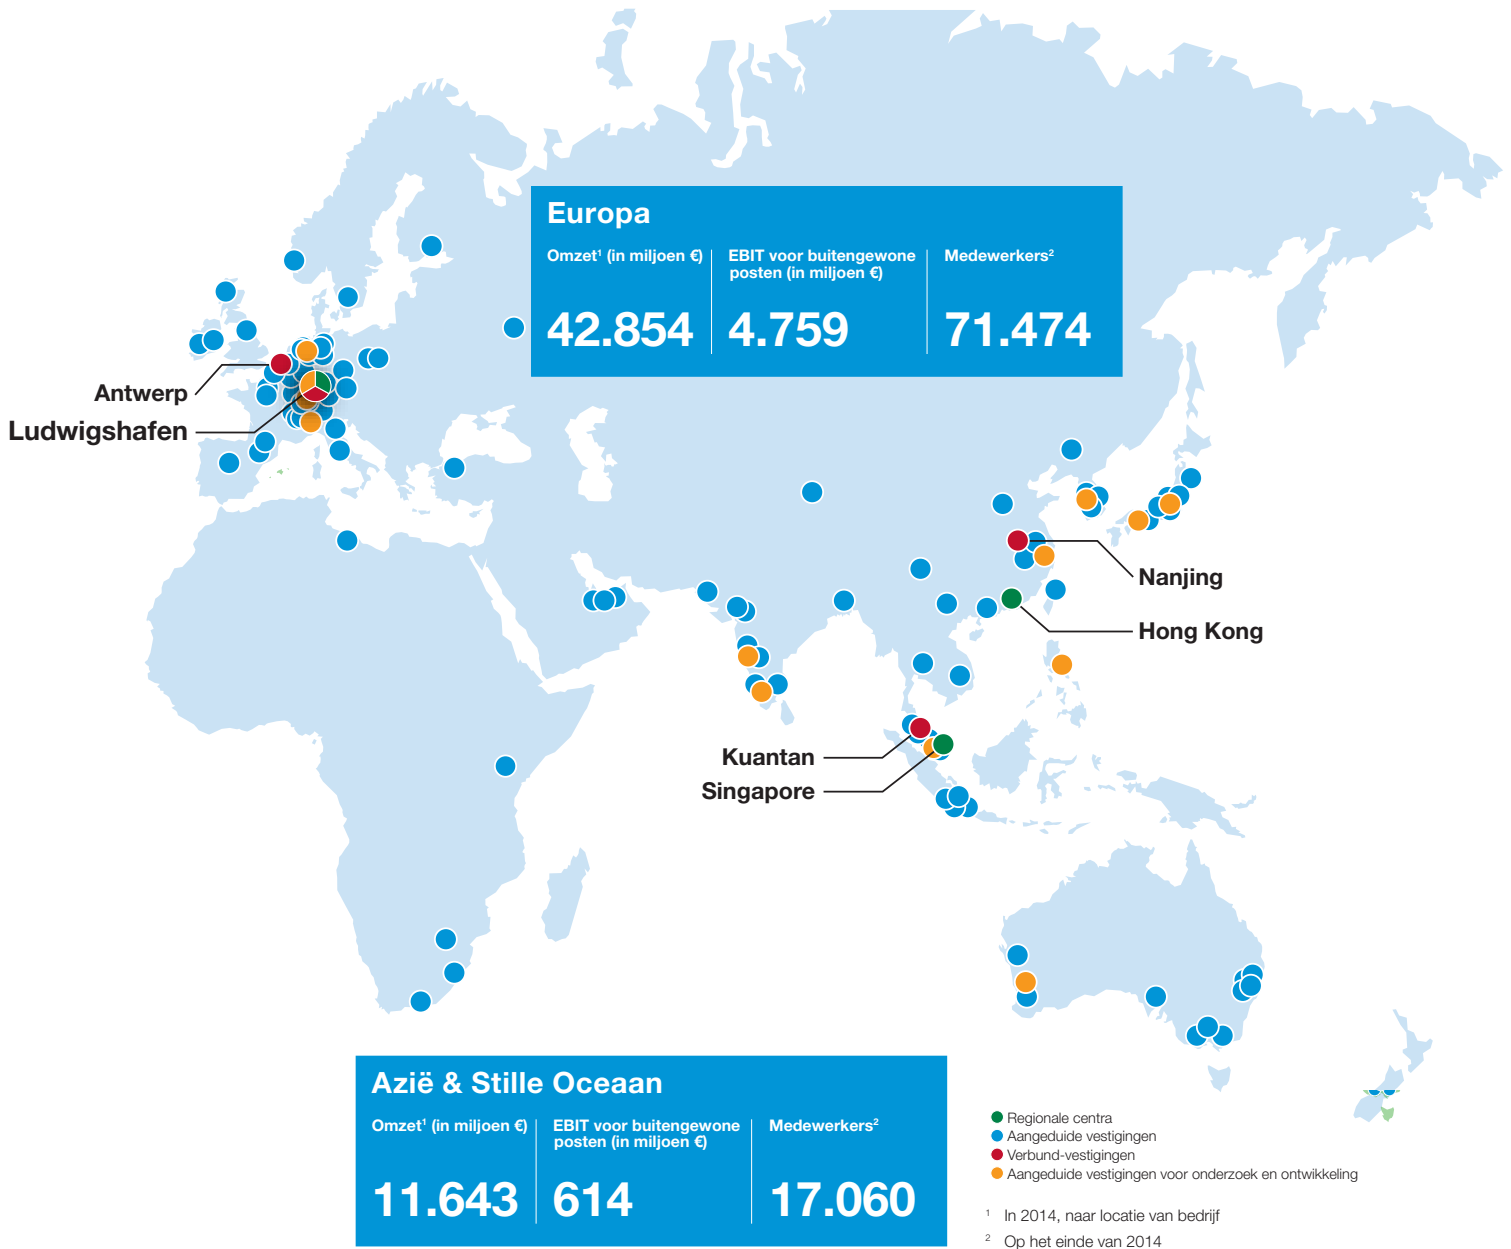 Europa
Omzet¹ (in miljoen €)
EBIT voor buitengewone
posten (in miljoen €)
Medewerkers²
42.854
4.759
71.474
Antwerp
Ludwigshafen
Nanjing
Hong Kong
Kuantan
Singapore
Azië & Stille Oceaan
Omzet¹ (in miljoen €)
EBIT voor buitengewone
posten (in miljoen €)
Medewerkers²
11.643
614
17.060
Regionale centra
Aangeduide vestigingen
Verbund-vestigingen
Aangeduide vestigingen voor onderzoek en ontwikkeling
¹ In 2014, naar locatie van bedrijf
² Op het einde van 2014